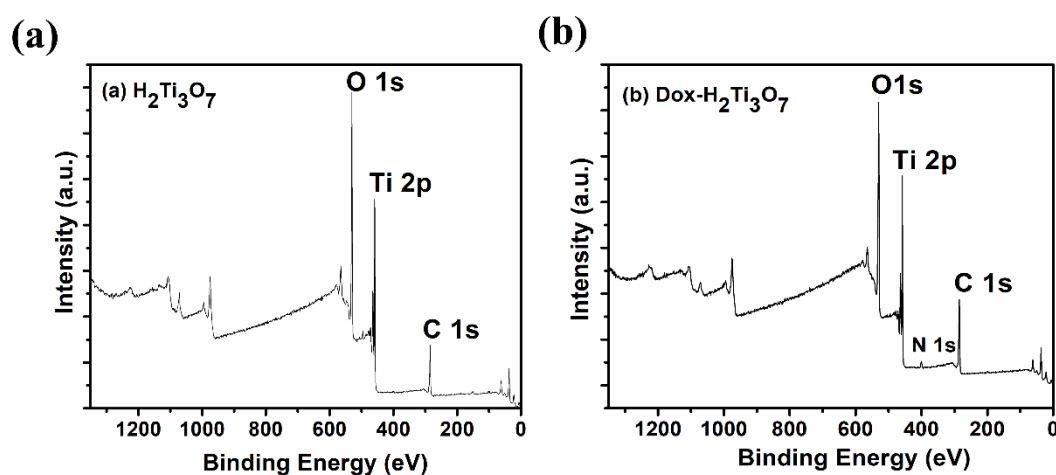 (a)
(a) H₂Ti₃O₇
O 1s
Ti 2p
C 1s
Intensity (a.u.)
1200 1000 800 600 400 200 0
Binding Energy (eV)
(b)
(b) Dox-H₂Ti₃O₇
O1s
Ti 2p
C 1s
N 1s
Intensity (a.u.)
1200 1000 800 600 400 200 0
Binding Energy (eV)